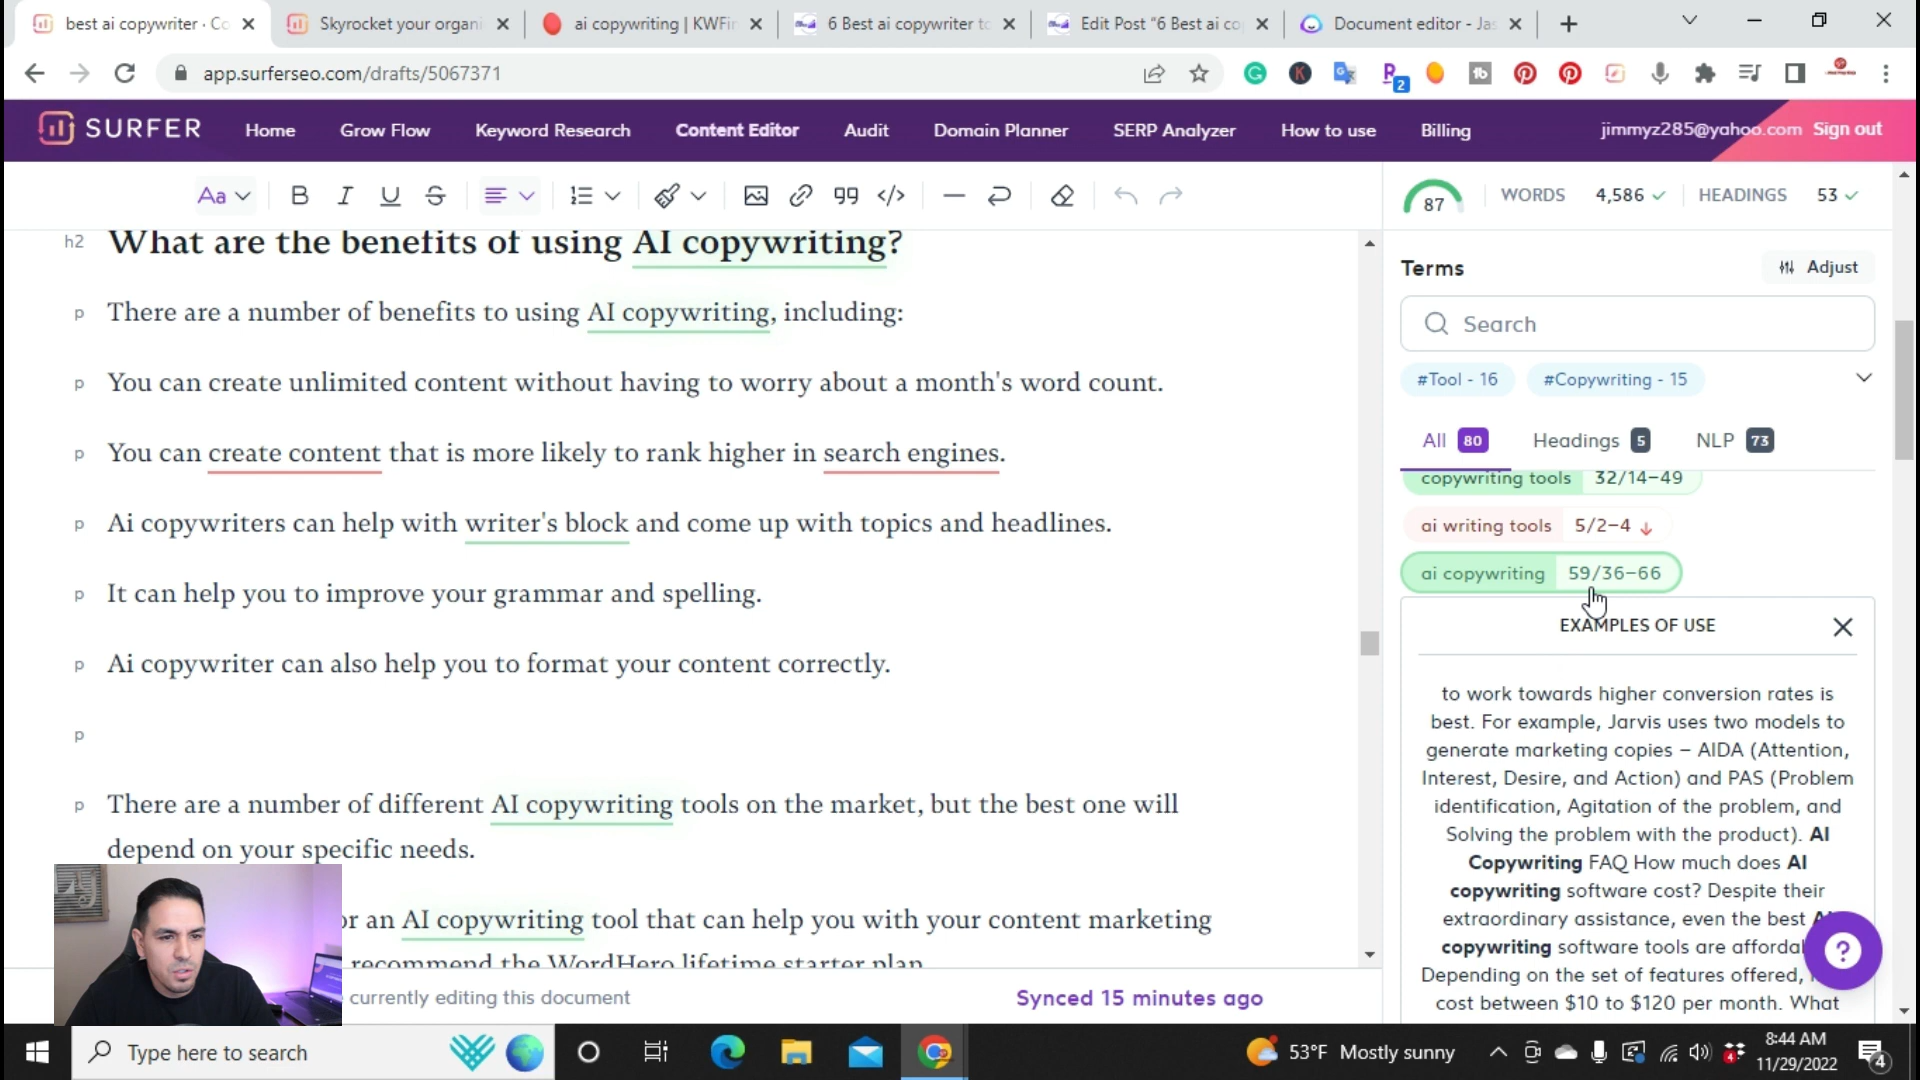 best ai copywriter · Co
Skyrocket your organi
ai copywriting | KWFi
6 Best ai copywriter to
Edit Post “6 Best ai co
Document editor - Jas
app.surferseo.com/drafts/5067371
SURFER
Home
Grow Flow
Keyword Research
Content Editor
Audit
Domain Planner
SERP Analyzer
How to use
Billing
jimmyz285@yahoo.com
Sign out
Aa
87
WORDS 4,586
HEADINGS 53
h2 What are the benefits of using AI copywriting?
p There are a number of benefits to using AI copywriting, including:
p You can create unlimited content without having to worry about a month's word count.
p You can create content that is more likely to rank higher in search engines.
p Ai copywriters can help with writer's block and come up with topics and headlines.
p It can help you to improve your grammar and spelling.
p Ai copywriter can also help you to format your content correctly.
p
p There are a number of different AI copywriting tools on the market, but the best one will
depend on your specific needs.
or an AI copywriting tool that can help you with your content marketing
recommend the WordHero lifetime starter plan
currently editing this document
Synced 15 minutes ago
Terms
Adjust
Search
#Tool - 16
#Copywriting - 15
All 80
Headings 5
NLP 73
copywriting tools 32/14–49
ai writing tools 5/2–4
ai copywriting 59/36–66
EXAMPLES OF USE
to work towards higher conversion rates is
best. For example, Jarvis uses two models to
generate marketing copies – AIDA (Attention,
Interest, Desire, and Action) and PAS (Problem
identification, Agitation of the problem, and
Solving the problem with the product). AI
Copywriting FAQ How much does AI
copywriting software cost? Despite their
extraordinary assistance, even the best
copywriting software tools are affordab
Depending on the set of features offered,
cost between $10 to $120 per month. What
Type here to search
53°F Mostly sunny
8:44 AM
11/29/2022
4